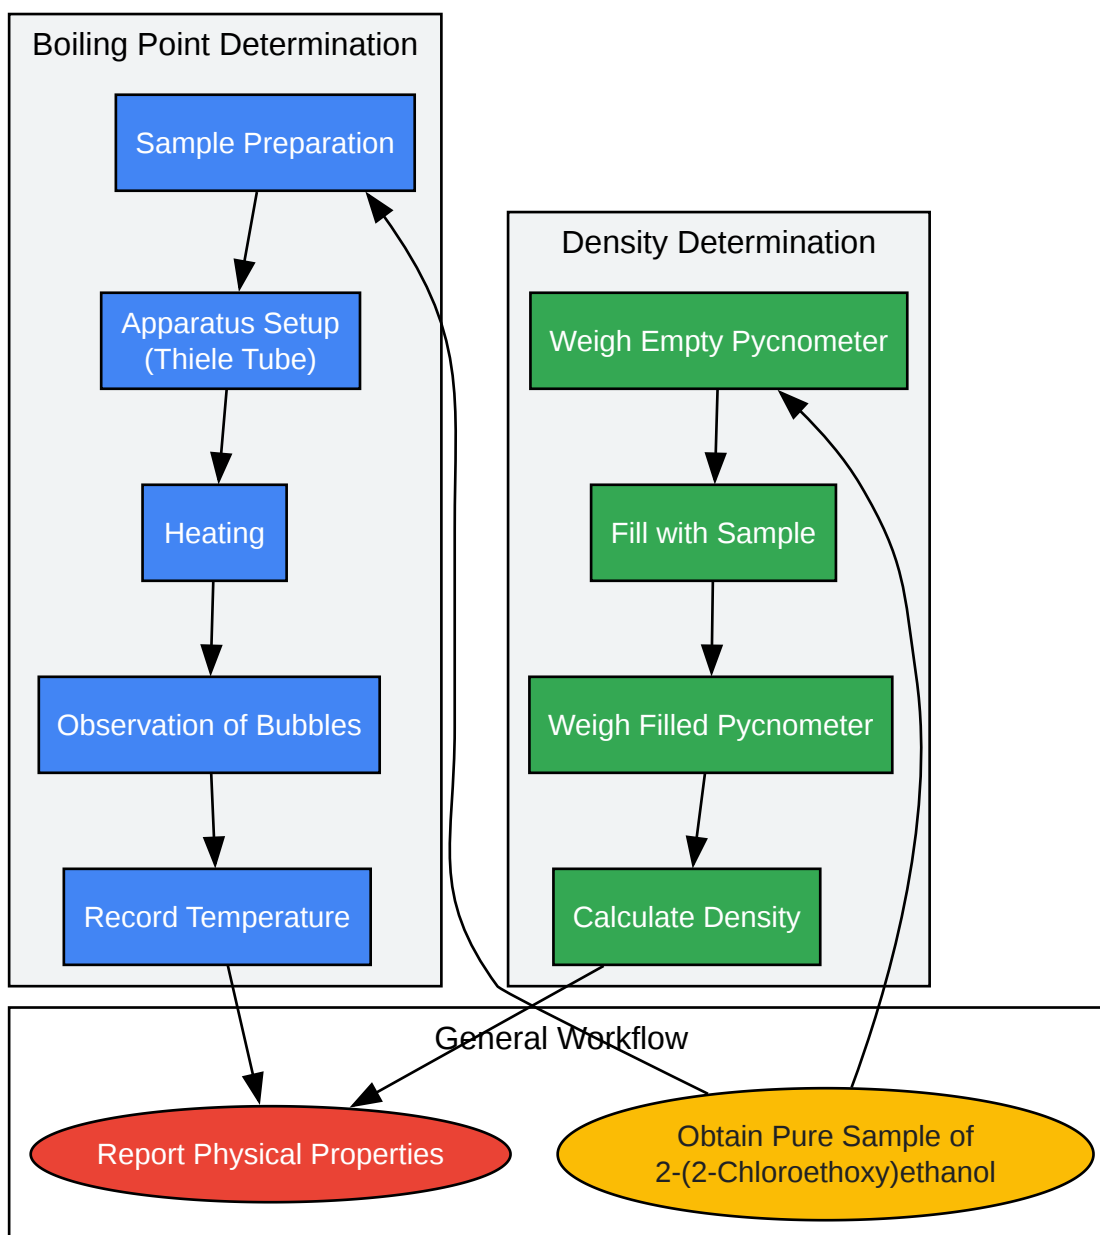 Boiling Point Determination
Sample Preparation
Apparatus Setup
(Thiele Tube)
Heating
Observation of Bubbles
Record Temperature
Density Determination
Weigh Empty Pycnometer
Fill with Sample
Weigh Filled Pycnometer
Calculate Density
General Workflow
Report Physical Properties
Obtain Pure Sample of
2-(2-Chloroethoxy)ethanol